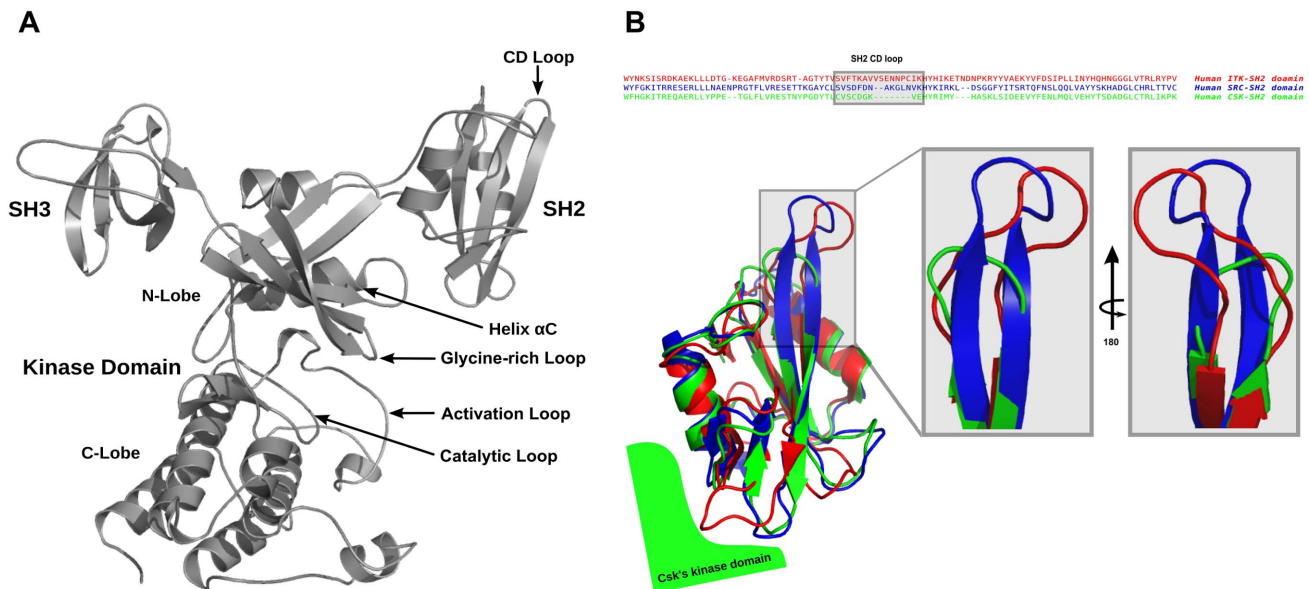 A
CD Loop
SH3
SH2
N-Lobe
Helix αC
Glycine-rich Loop
Kinase Domain
Activation Loop
C-Lobe
Catalytic Loop
B
SH2 CD loop
WYNKSISRDKAEKLLLDTG-KEGAFMVRDSRT-AGTYTVSVFTKAVVSENNPCIKHYHIKETNDNPKRYYVAEKYVFDSIPLLINYHQHNGGGLVTRLRYPV Human ITK-SH2 doamin
WYFGKITRRESERLLLNAENPRGTFLVRESETTKGAYCLSVSDFDN--AKGLNVKHYKIRKL--DSGGFYITSRTQFNSLQQLVAYYSKHADGLCHRLTTVC Human SRC-SH2 domain
WFHGKITREQAERLLYPPE--TGLFLVRESTNYPGDYTLCVSCDGK-------VEHYRIMY---HASKLSIDEEVYFENLMQLVEHYTSDADGLCTRLIKPK Human CSK-SH2 domain
180
Csk's kinase domain